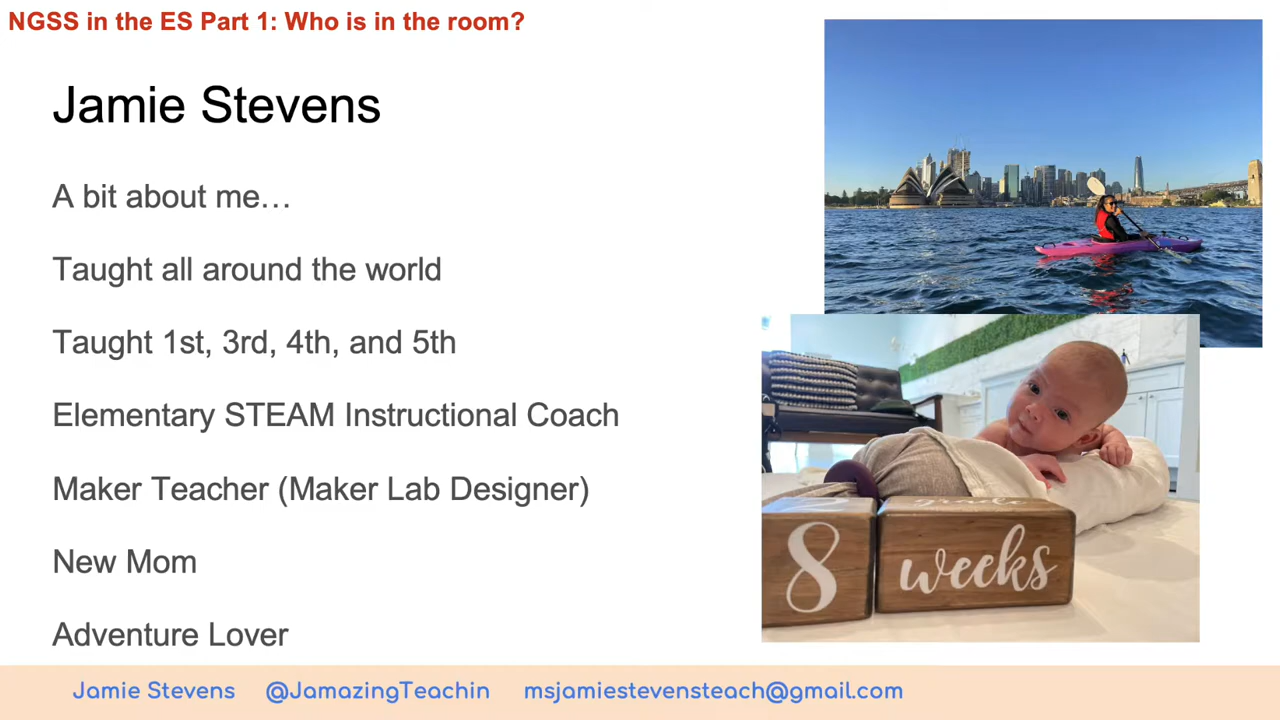 NGSS in the ES Part 1: Who is in the room?
Jamie Stevens
A bit about me…
Taught all around the world
Taught 1st, 3rd, 4th, and 5th
Elementary STEAM Instructional Coach
Maker Teacher (Maker Lab Designer)
New Mom
Adventure Lover
8 weeks
Jamie Stevens @JamazingTeachin msjamiestevensteach@gmail.com